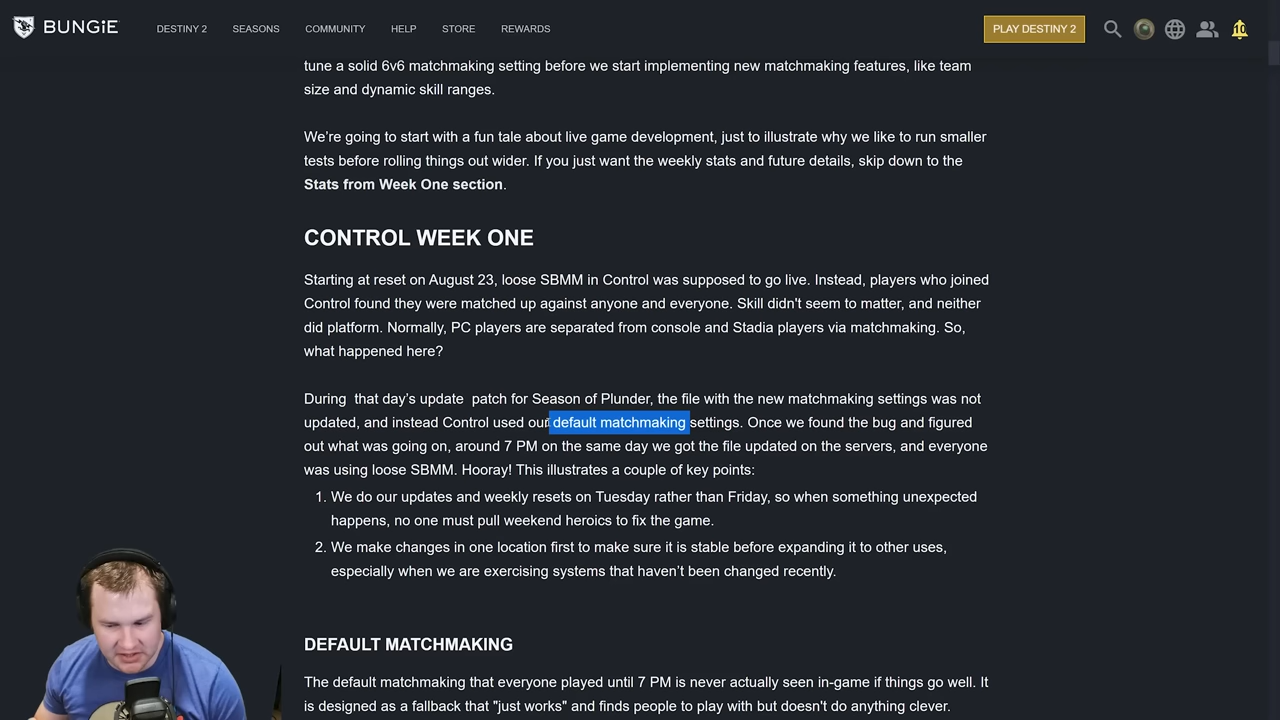 BUNGiE DESTINY 2 SEASONS COMMUNITY HELP STORE REWARDS PLAY DESTINY 2 10
tune a solid 6v6 matchmaking setting before we start implementing new matchmaking features, like team
size and dynamic skill ranges.
We're going to start with a fun tale about live game development, just to illustrate why we like to run smaller
tests before rolling things out wider. If you just want the weekly stats and future details, skip down to the
Stats from Week One section.
CONTROL WEEK ONE
Starting at reset on August 23, loose SBMM in Control was supposed to go live. Instead, players who joined
Control found they were matched up against anyone and everyone. Skill didn't seem to matter, and neither
did platform. Normally, PC players are separated from console and Stadia players via matchmaking. So,
what happened here?
During that day's update patch for Season of Plunder, the file with the new matchmaking settings was not
updated, and instead Control used our default matchmaking settings. Once we found the bug and figured
out what was going on, around 7 PM on the same day we got the file updated on the servers, and everyone
was using loose SBMM. Hooray! This illustrates a couple of key points:
1. We do our updates and weekly resets on Tuesday rather than Friday, so when something unexpected
happens, no one must pull weekend heroics to fix the game.
2. We make changes in one location first to make sure it is stable before expanding it to other uses,
especially when we are exercising systems that haven't been changed recently.
DEFAULT MATCHMAKING
The default matchmaking that everyone played until 7 PM is never actually seen in-game if things go well. It
is designed as a fallback that "just works" and finds people to play with but doesn't do anything clever.